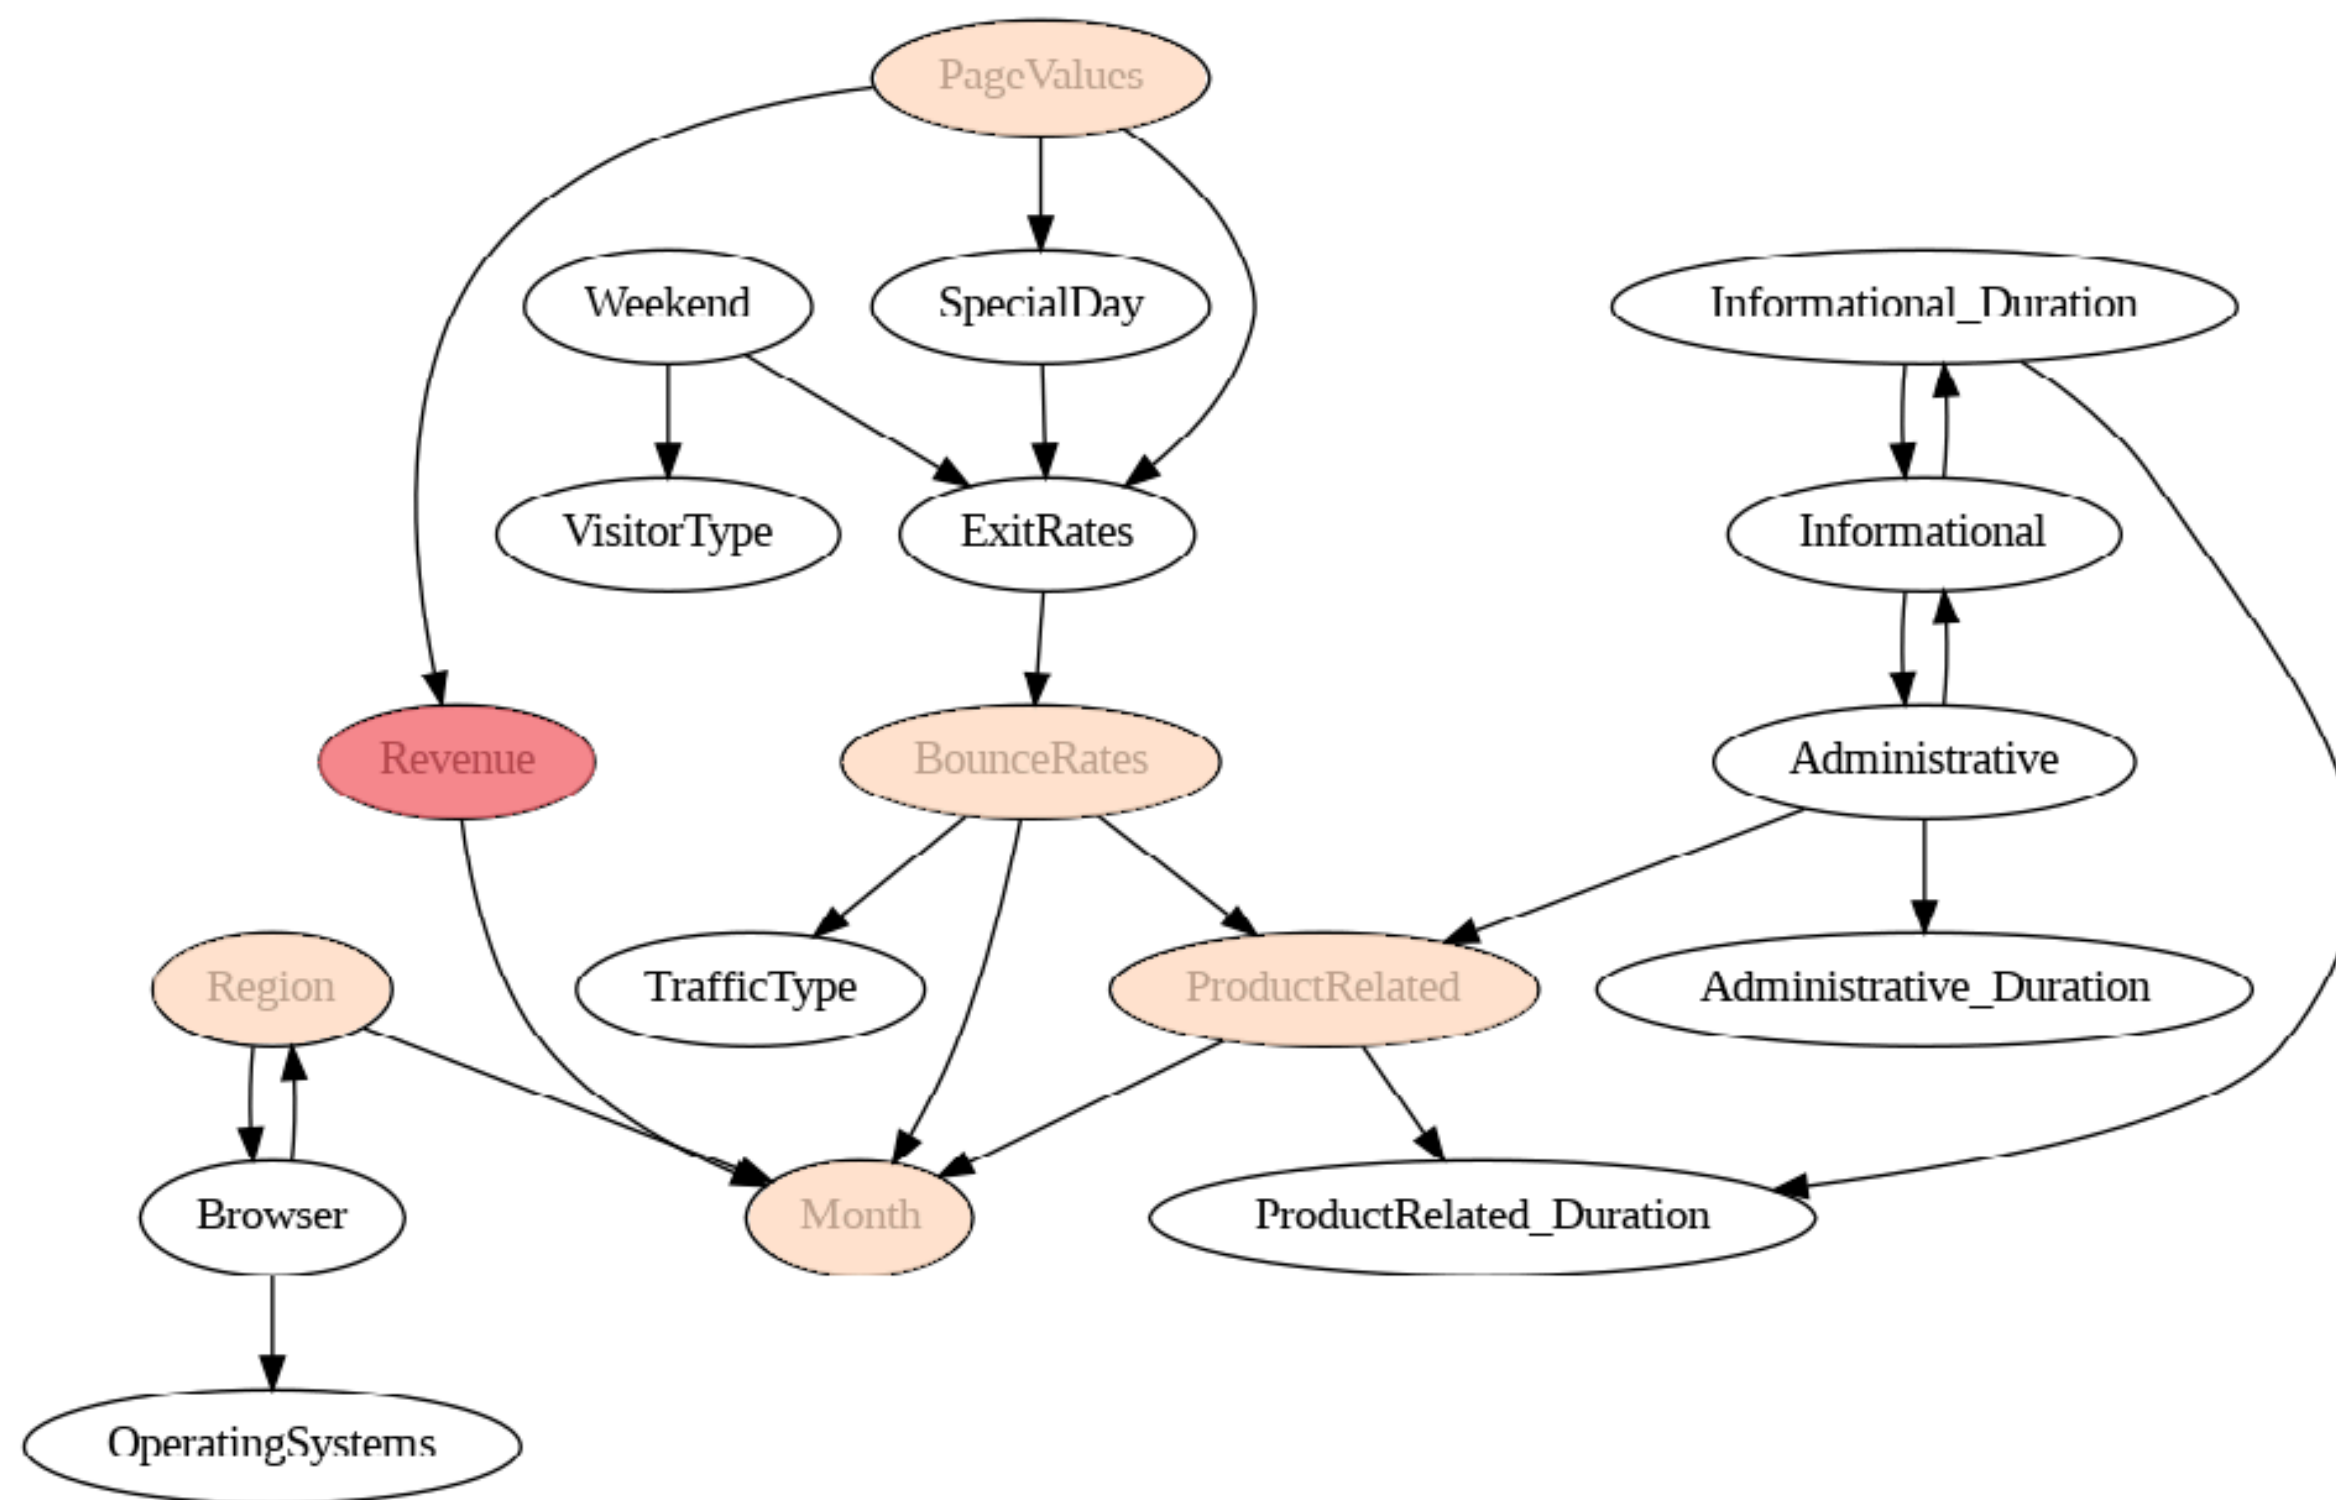 PageValues
Weekend
SpecialDay
Informational_Duration
VisitorType
ExitRates
Informational
Revenue
BounceRates
Administrative
Region
TrafficType
ProductRelated
Administrative_Duration
Browser
Month
ProductRelated_Duration
OperatingSystems